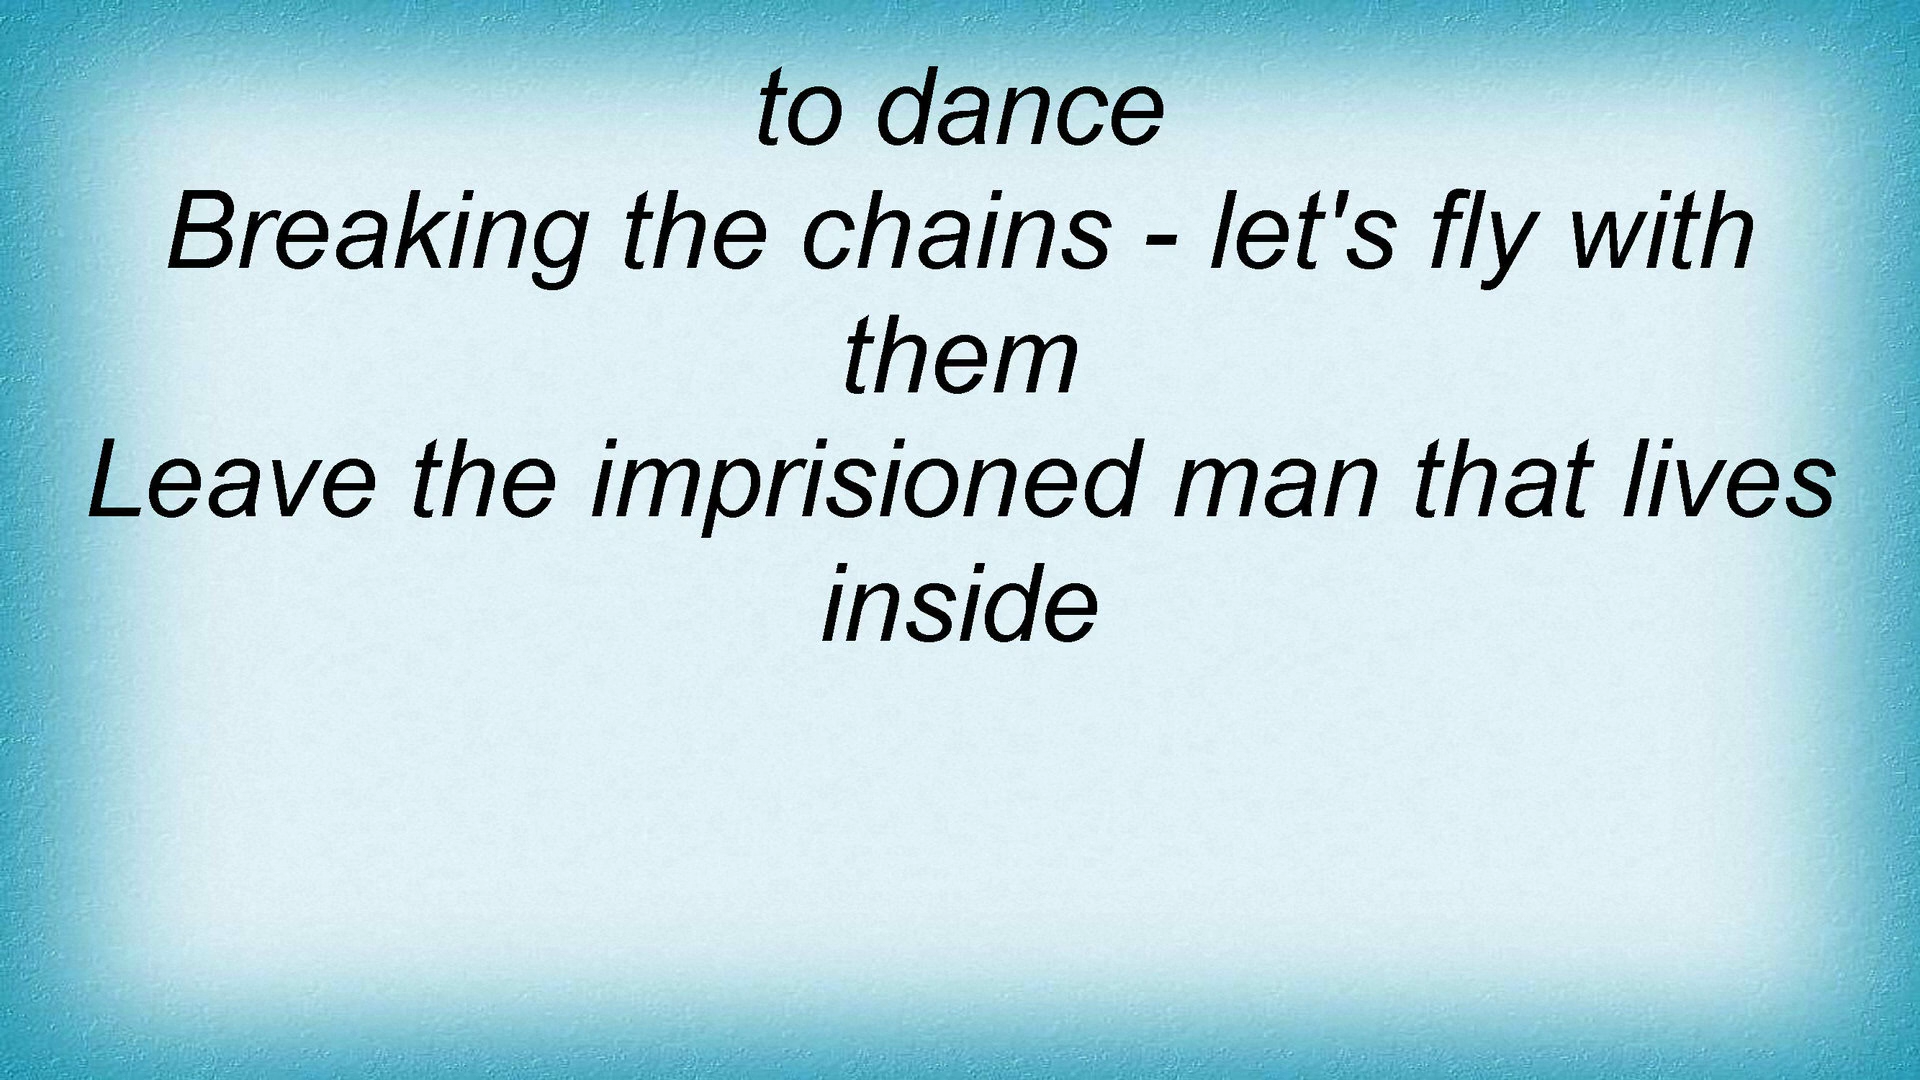 to dance
Breaking the chains - let's fly with
them
Leave the imprisioned man that lives
inside